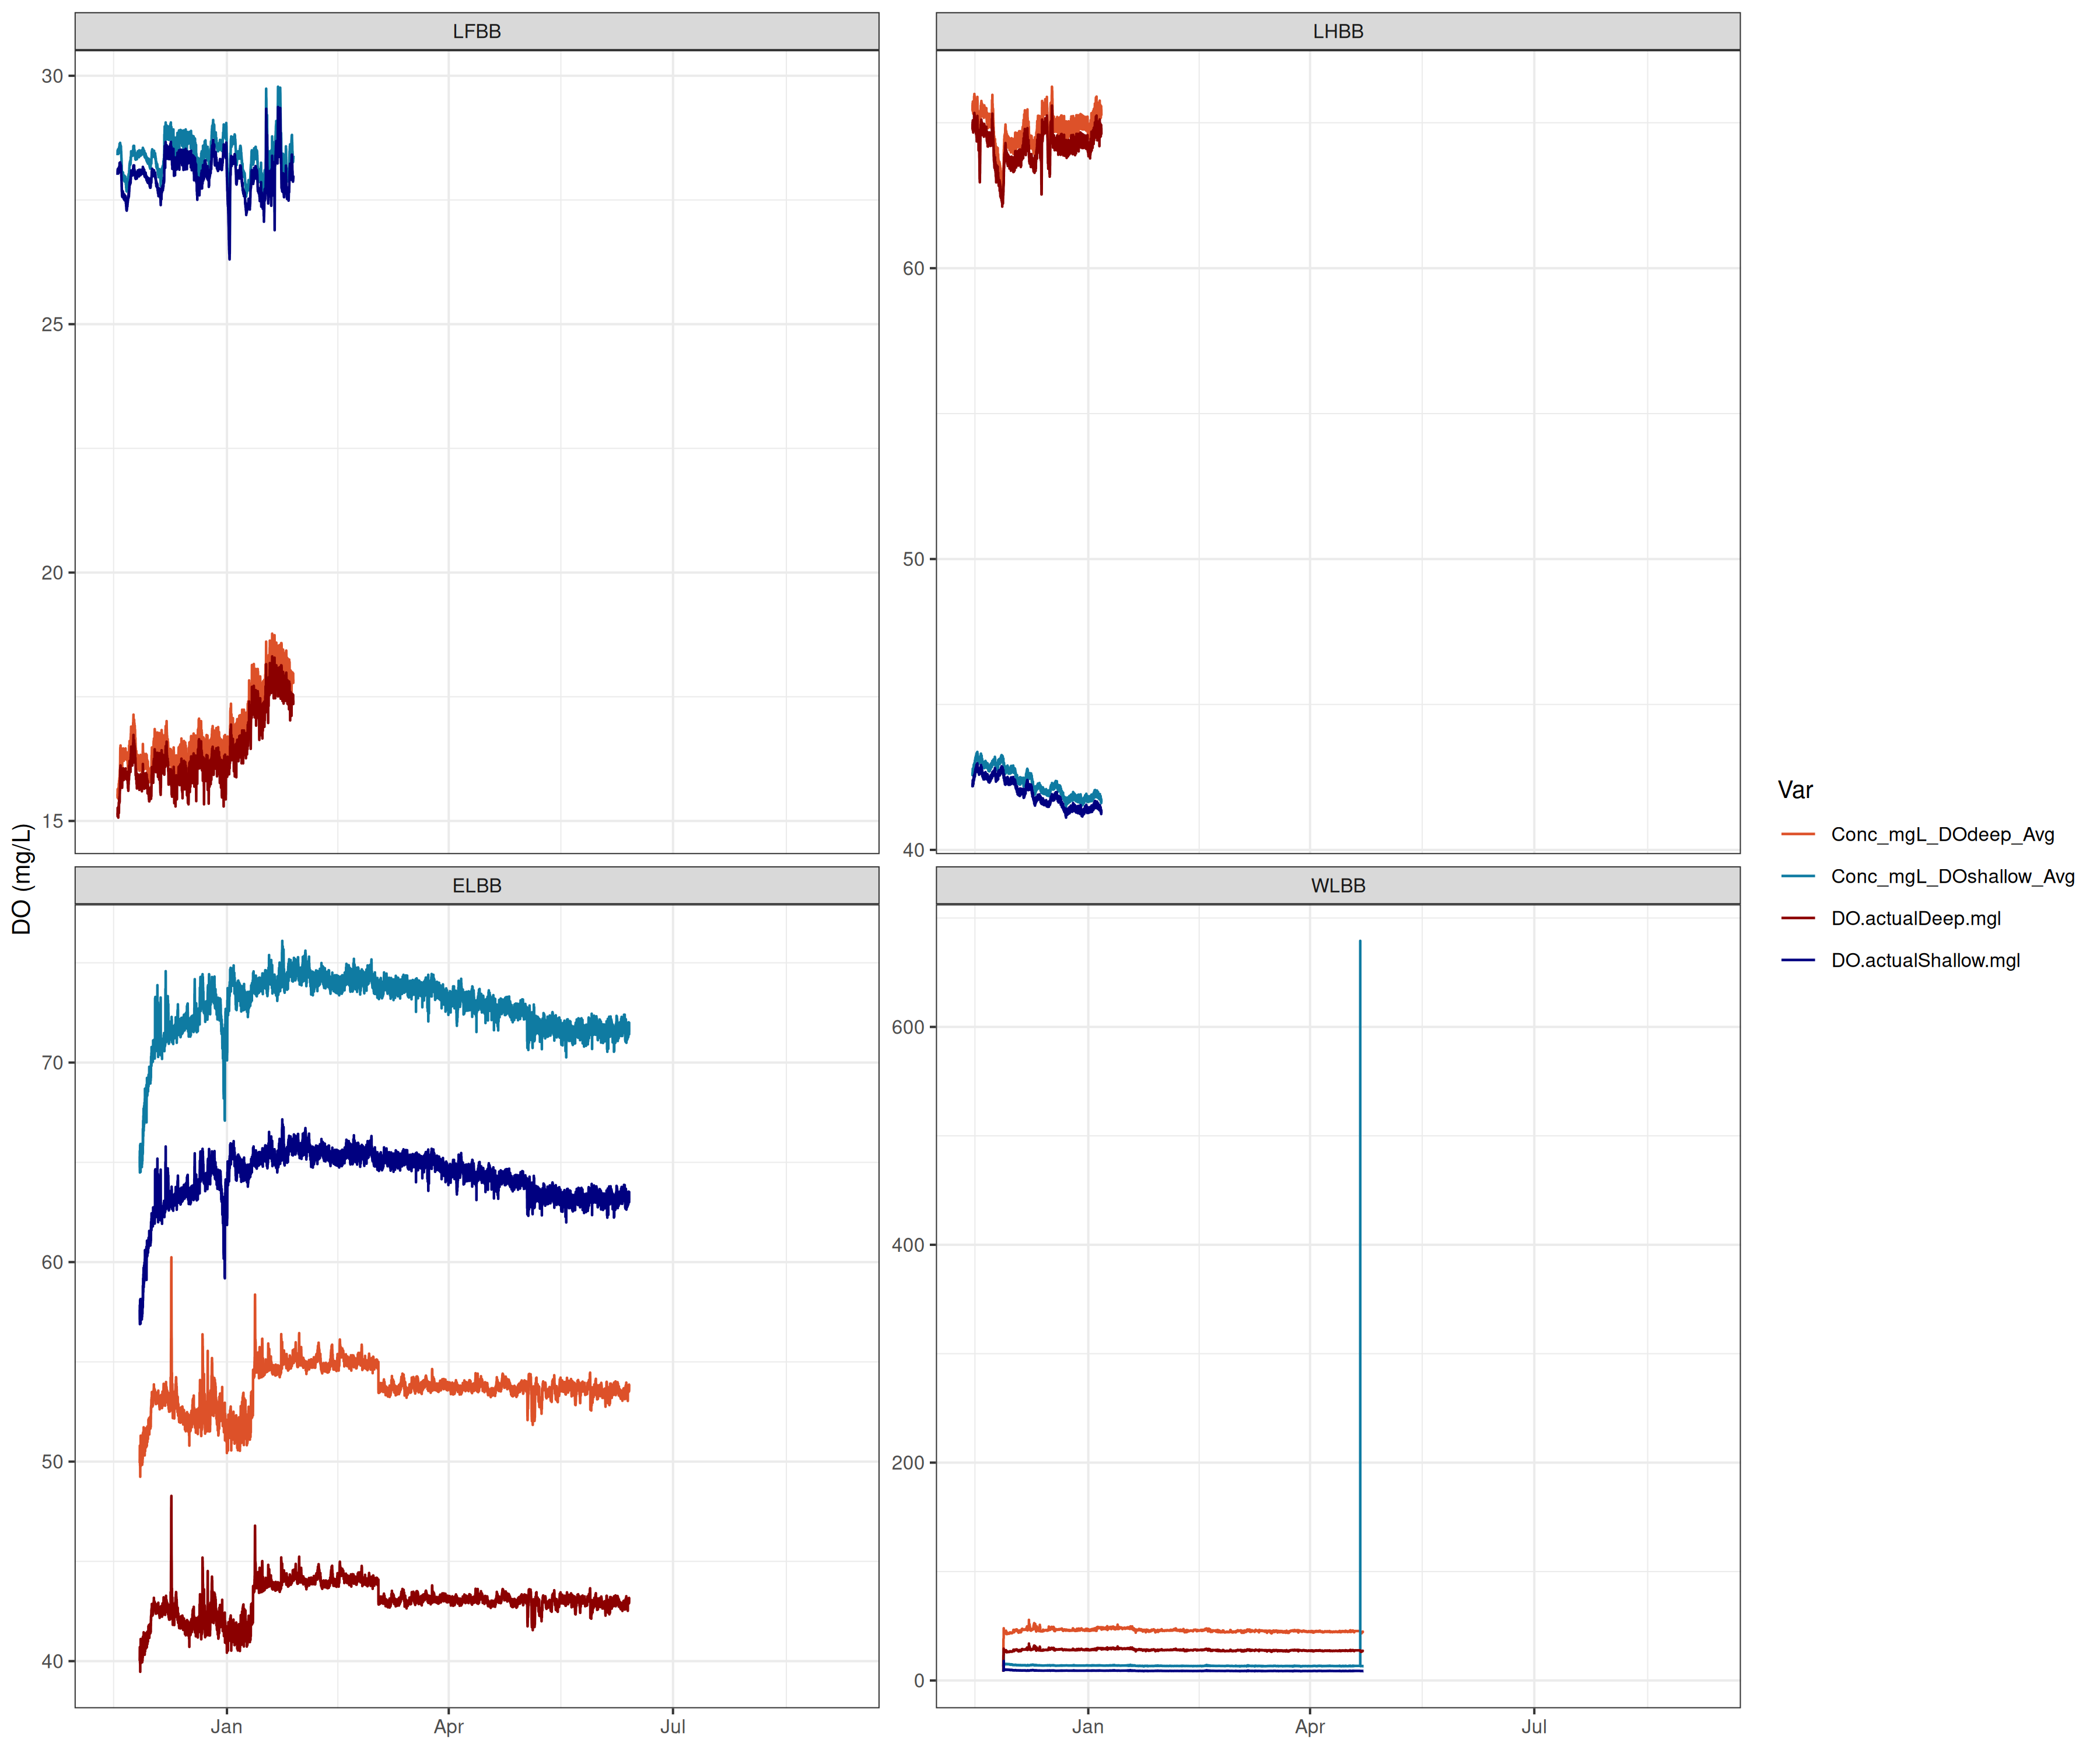 LFBB
LHBB
30
25
20
15
60
50
40
DO (mg/L)
ELBB
WLBB
70
60
50
40
600
400
200
0
Jan
Apr
Jul
Jan
Apr
Jul
Var
Conc_mgL_DOdeep_Avg
Conc_mgL_DOshallow_Avg
DO.actualDeep.mgl
DO.actualShallow.mgl